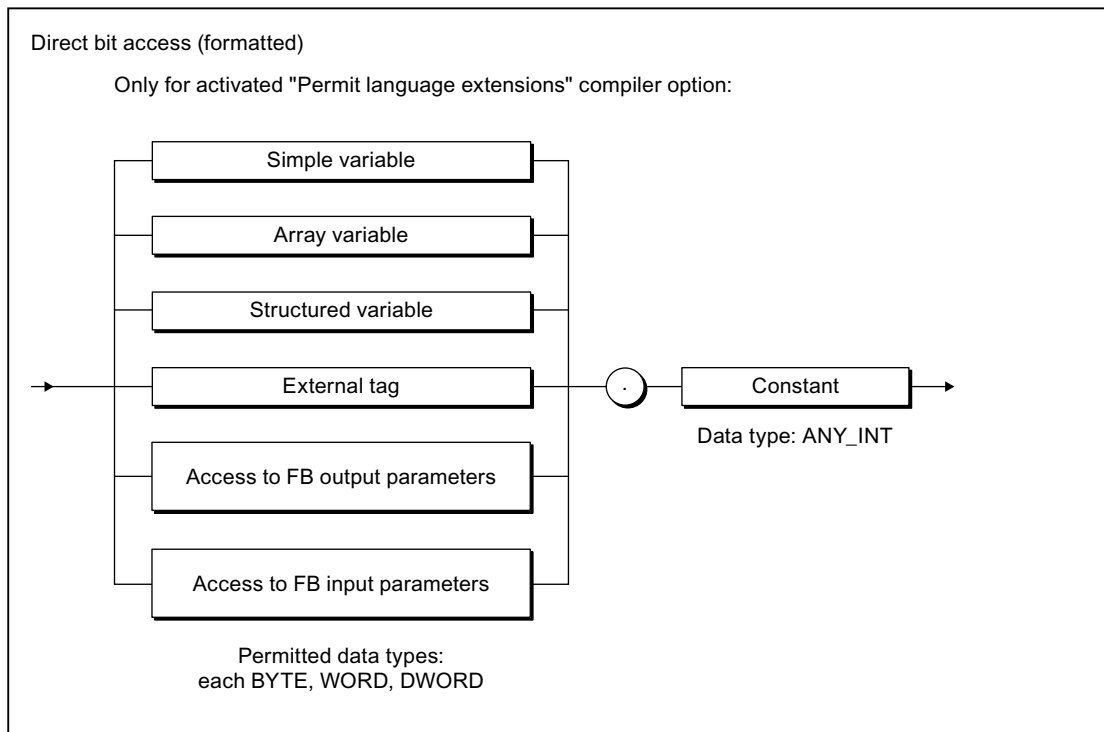 Direct bit access (formatted)
Only for activated "Permit language extensions" compiler option:
Simple variable
Array variable
Structured variable
External tag
.
Constant
Data type: ANY_INT
Access to FB output parameters
Access to FB input parameters
Permitted data types:
each BYTE, WORD, DWORD